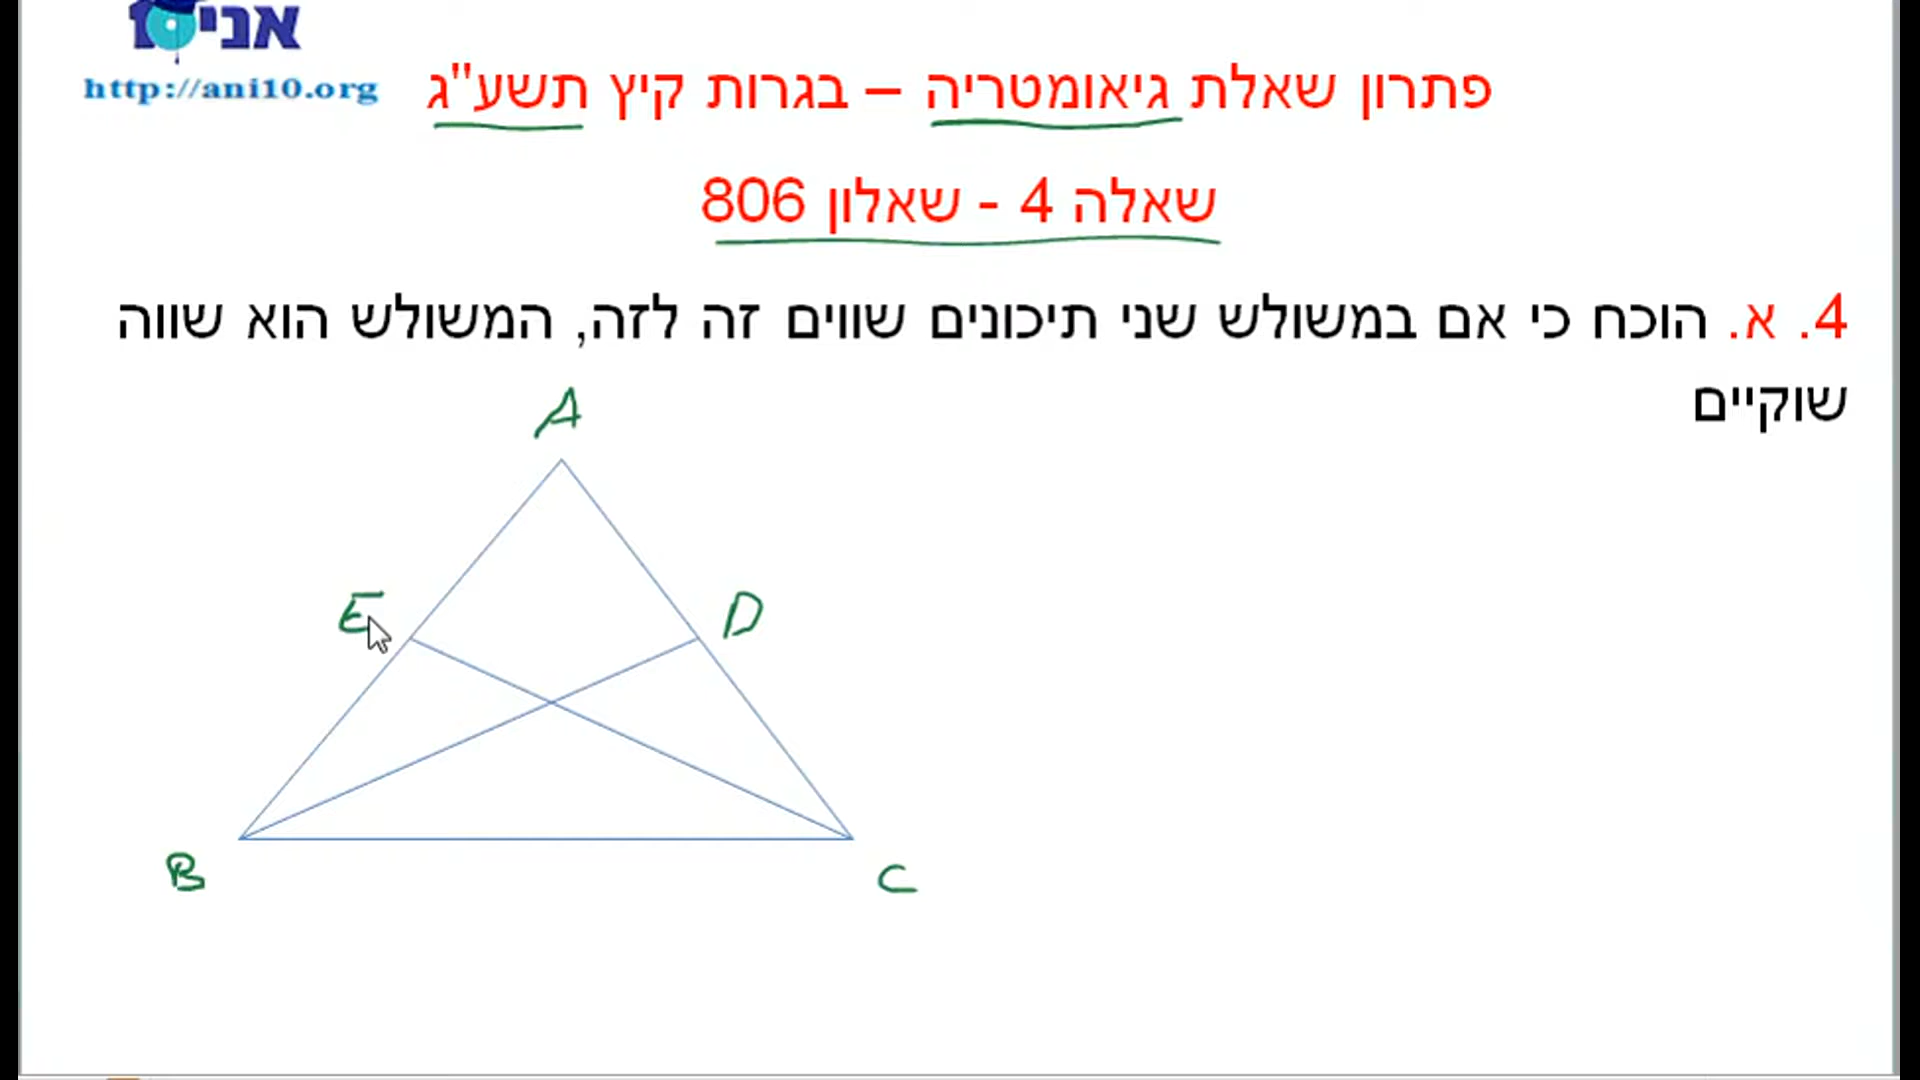 אני10
http://ani10.org
פתרון שאלת גיאומטריה – בגרות קיץ תשע"ג
שאלה 4 - שאלון 806
4. א. הוכח כי אם במשולש שני תיכונים שווים זה לזה, המשולש הוא שווה
שוקיים
A
E D
B C